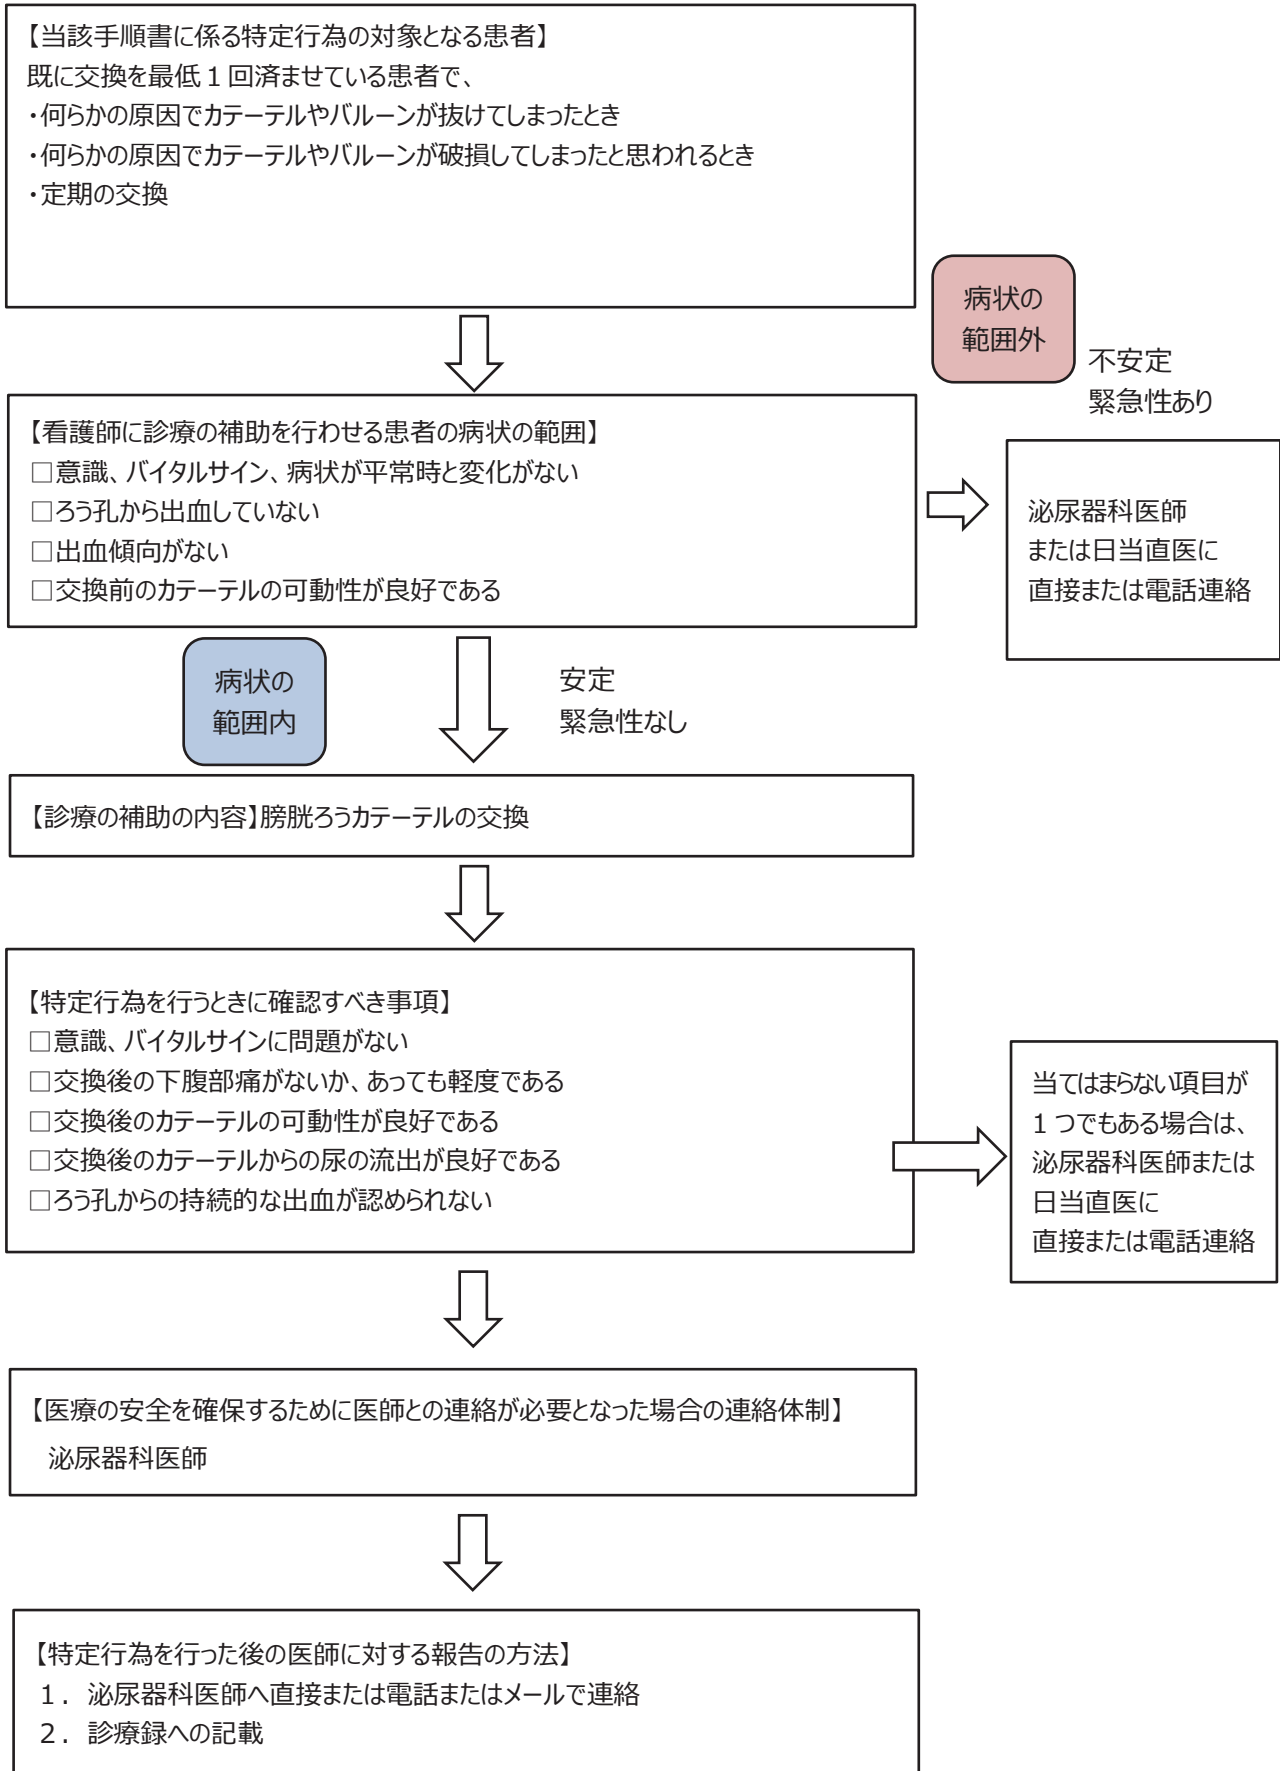 【当該手順書に係る特定行為の対象となる患者】
既に交換を最低1回済ませている患者で、
・何らかの原因でカテーテルやバルーンが抜けてしまったとき
・何らかの原因でカテーテルやバルーンが破損してしまったと思われるとき
・定期の交換
病状の
範囲外
不安定
緊急性あり
【看護師に診療の補助を行わせる患者の病状の範囲】
□意識、バイタルサイン、病状が平常時と変化がない
□ろう孔から出血していない
□出血傾向がない
□交換前のカテーテルの可動性が良好である
泌尿器科医師
または日当直医に
直接または電話連絡
病状の
範囲内
安定
緊急性なし
【診療の補助の内容】膀胱ろうカテーテルの交換
【特定行為を行うときに確認すべき事項】
□意識、バイタルサインに問題がない
□交換後の下腹部痛がないか、あっても軽度である
□交換後のカテーテルの可動性が良好である
□交換後のカテーテルからの尿の流出が良好である
□ろう孔からの持続的な出血が認められない
当てはまらない項目が
1つでもある場合は、
泌尿器科医師または
日当直医に
直接または電話連絡
【医療の安全を確保するために医師との連絡が必要となった場合の連絡体制】
泌尿器科医師
【特定行為を行った後の医師に対する報告の方法】
1．泌尿器科医師へ直接または電話またはメールで連絡
2．診療録への記載